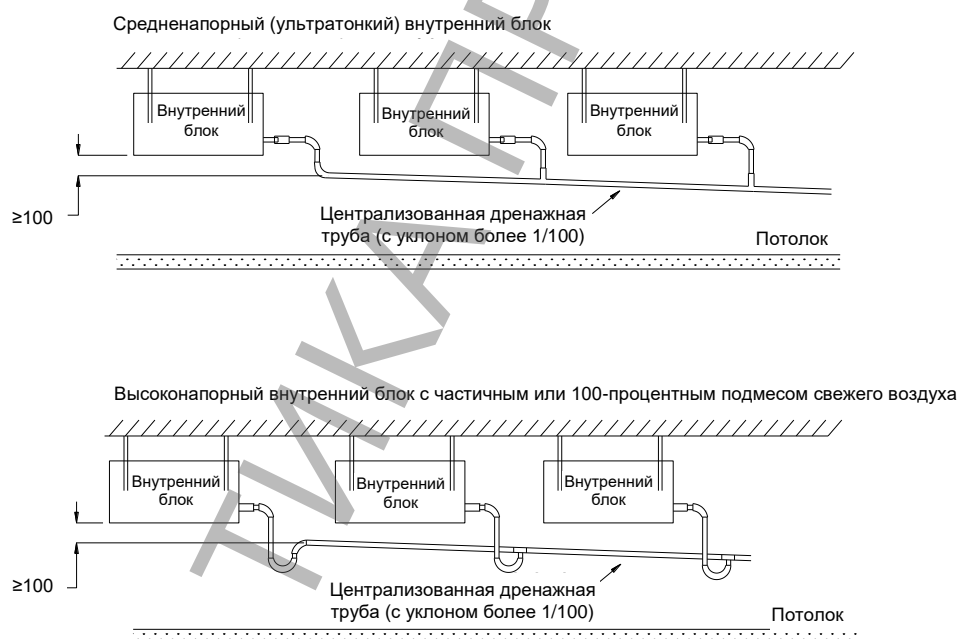 Средненапорный (ультратонкий) внутренний блок
Внутренний
блок
Внутренний
блок
Внутренний
блок
≥100
Централизованная дренажная
труба (с уклоном более 1/100)
Потолок
Высоконапорный внутренний блок с частичным или 100-процентным подмесом свежего воздуха
Внутренний
блок
Внутренний
блок
Внутренний
блок
≥100
Централизованная дренажная
труба (с уклоном более 1/100)
Потолок
ТИКА ПР